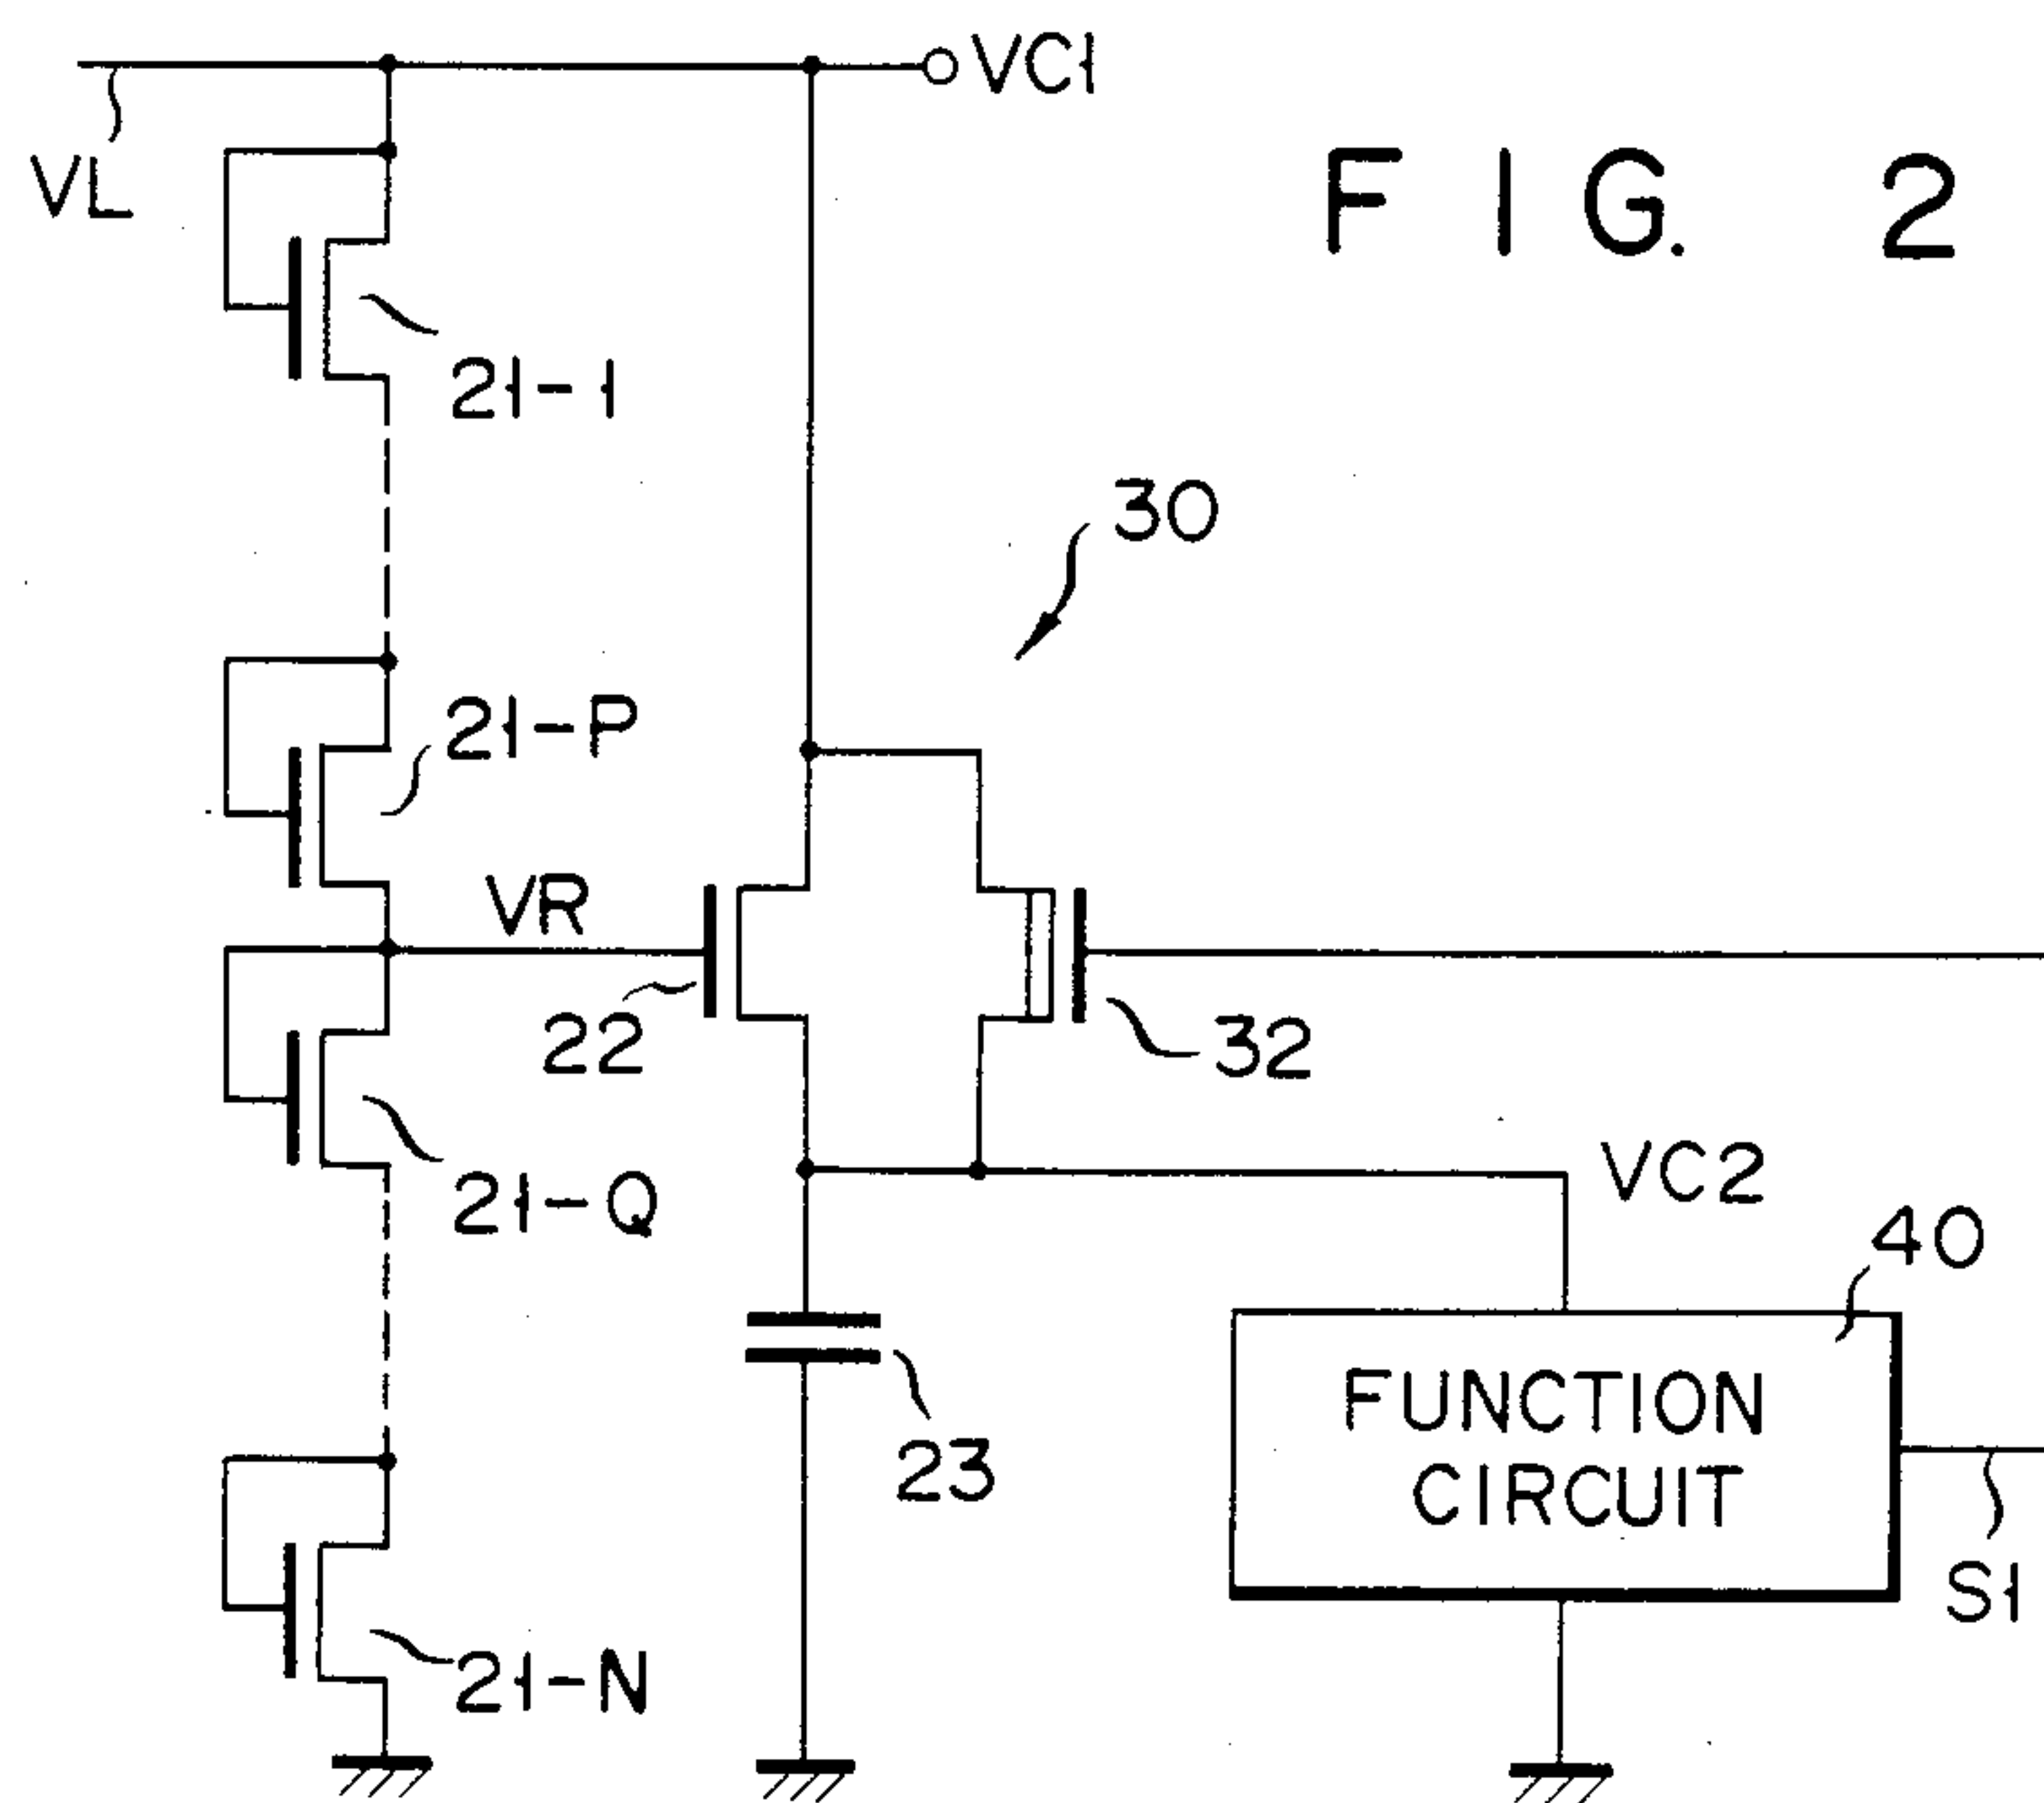 VC1
VL
FIG. 2
21-1
30
21-P
VR
22
32
21-Q
VC2
40
FUNCTION
CIRCUIT
23
S1
21-N